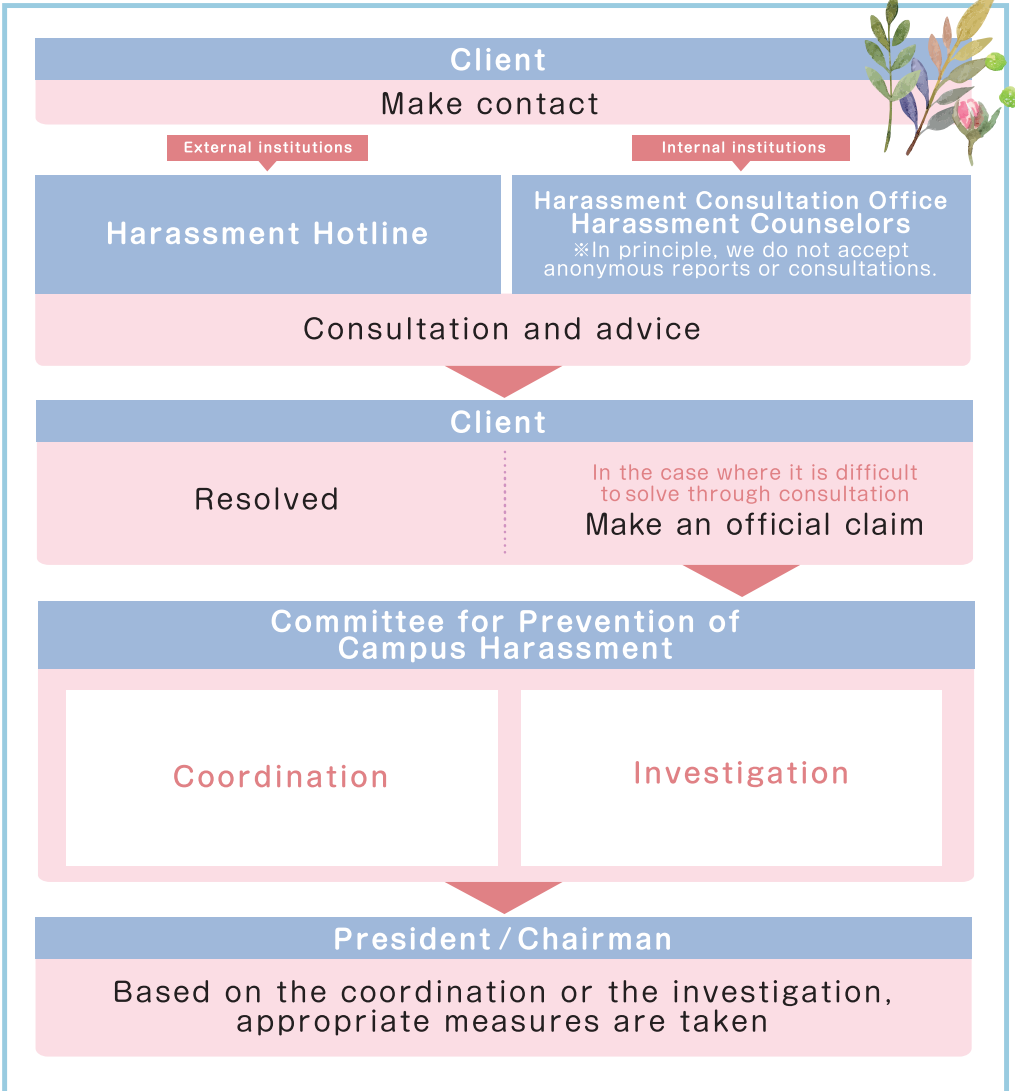 Client
Make contact
External institutions
Internal institutions
Harassment Hotline
Harassment Consultation Office
Harassment Counselors
※In principle, we do not accept
anonymous reports or consultations.
Consultation and advice
Client
Resolved
In the case where it is difficult
to solve through consultation
Make an official claim
Committee for Prevention of
Campus Harassment
Coordination
Investigation
President / Chairman
Based on the coordination or the investigation,
appropriate measures are taken